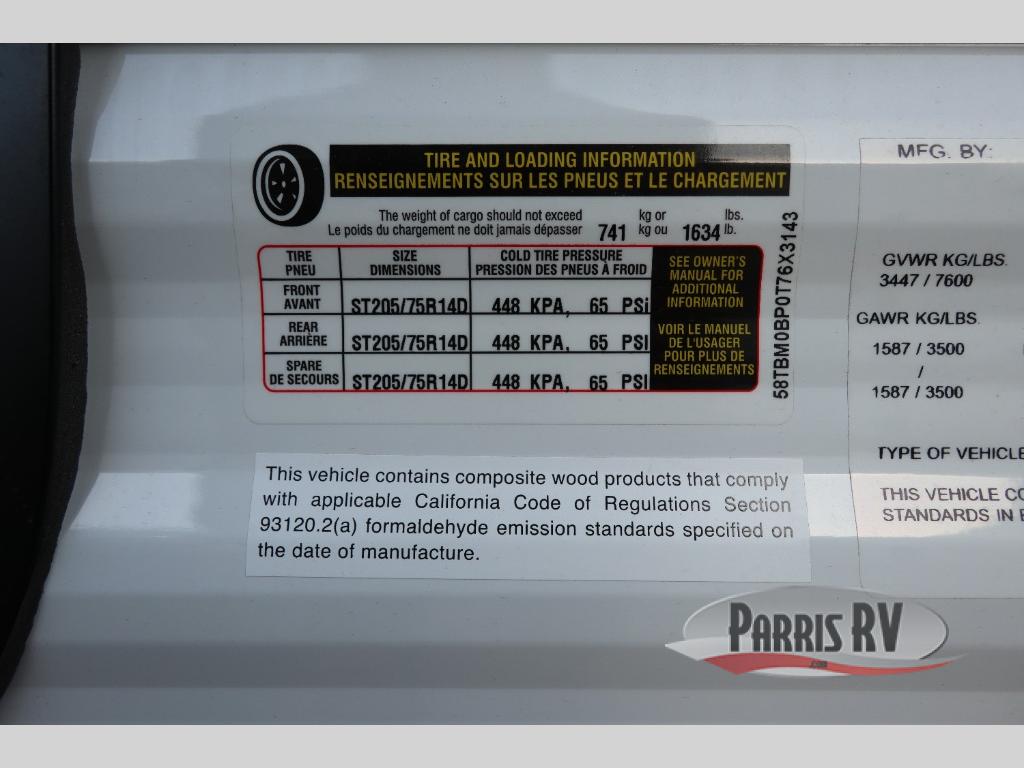 TIRE AND LOADING INFORMATION
RENSEIGNEMENTS SUR LES PNEUS ET LE CHARGEMENT
The weight of cargo should not exceed kg or lbs.
Le poids du chargement ne doit jamais dépasser 741 kg ou 1634 lb.
TIRE SIZE COLD TIRE PRESSURE
PNEU DIMENSIONS PRESSION DES PNEUS À FROID
FRONT
AVANT ST205/75R14D 448 KPA, 65 PSi
REAR
ARRIÈRE ST205/75R14D 448 KPA, 65 PSI
SPARE
DE SECOURS ST205/75R14D 448 KPA, 65 PSI
SEE OWNER'S
MANUAL FOR
ADDITIONAL
INFORMATION
VOIR LE MANUEL
DE L'USAGER
POUR PLUS DE
RENSEIGNEMENTS
58TBM0BP0T76X3143
This vehicle contains composite wood products that comply
with applicable California Code of Regulations Section
93120.2(a) formaldehyde emission standards specified on
the date of manufacture.
MFG. BY:
GVWR KG/LBS.
3447 / 7600
GAWR KG/LBS.
1587 / 3500
/
1587 / 3500
TYPE OF VEHICLE
THIS VEHICLE CO
STANDARDS IN E
PARRIS RV
.com